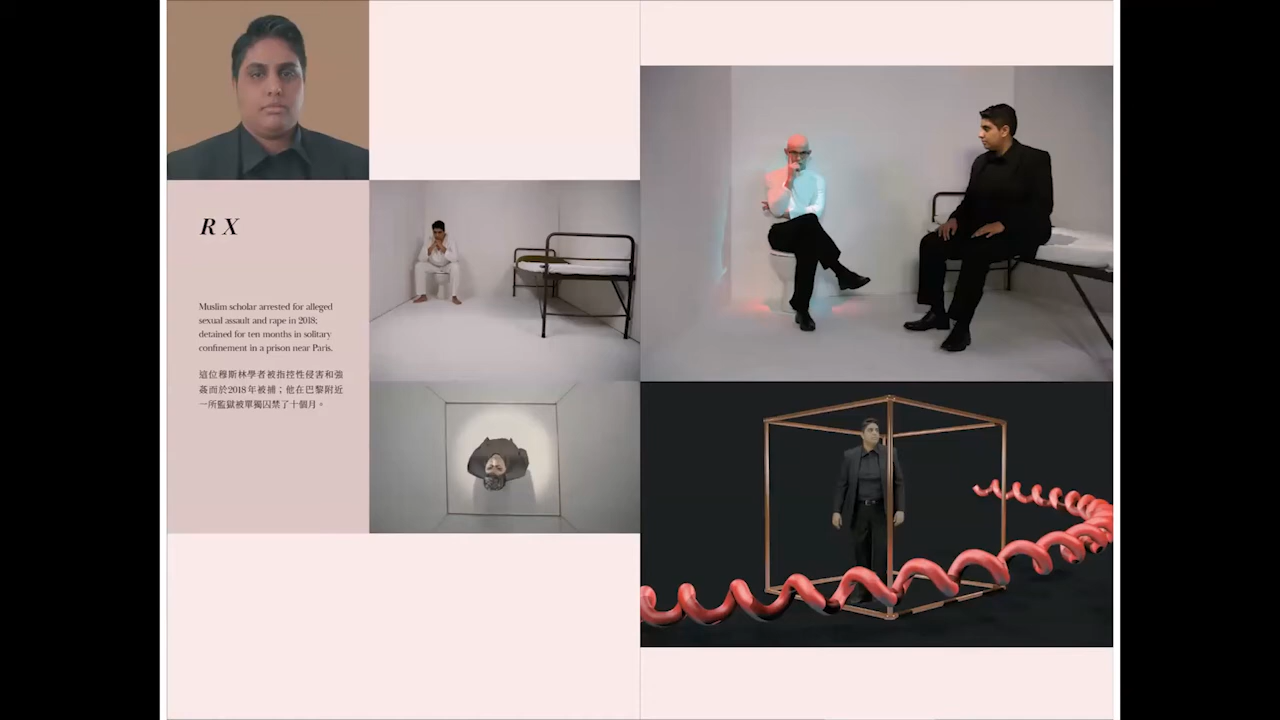 R X
Muslim scholar arrested for alleged
sexual assault and rape in 2018;
detained for ten months in solitary
confinement in a prison near Paris.
這位穆斯林學者被指控性侵害和強
姦而於2018年被捕；他在巴黎附近
一所監獄被單獨囚禁了十個月。